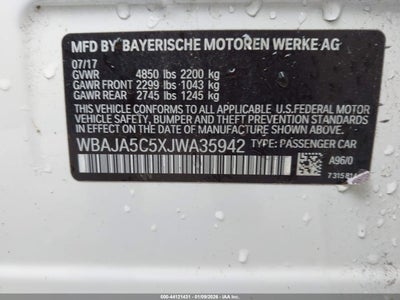 MFD BY BAYERISCHE MOTOREN WERKE AG
07/17
GVWR 4850 lbs 2200 kg
GAWR FRONT 2299 lbs 1043 kg
GAWR REAR 2745 lbs 1245 kg
THIS VEHICLE CONFORMS TO ALL APPLICABLE U.S. FEDERAL MOTOR
VEHICLE SAFETY, BUMPER, AND THEFT PREVENTION STANDARDS IN
EFFECT ON THE DATE OF MANUFACTURE SHOWN ABOVE.
WBAJA5C5XJWA35942 TYPE: PASSENGER CAR
A96/0